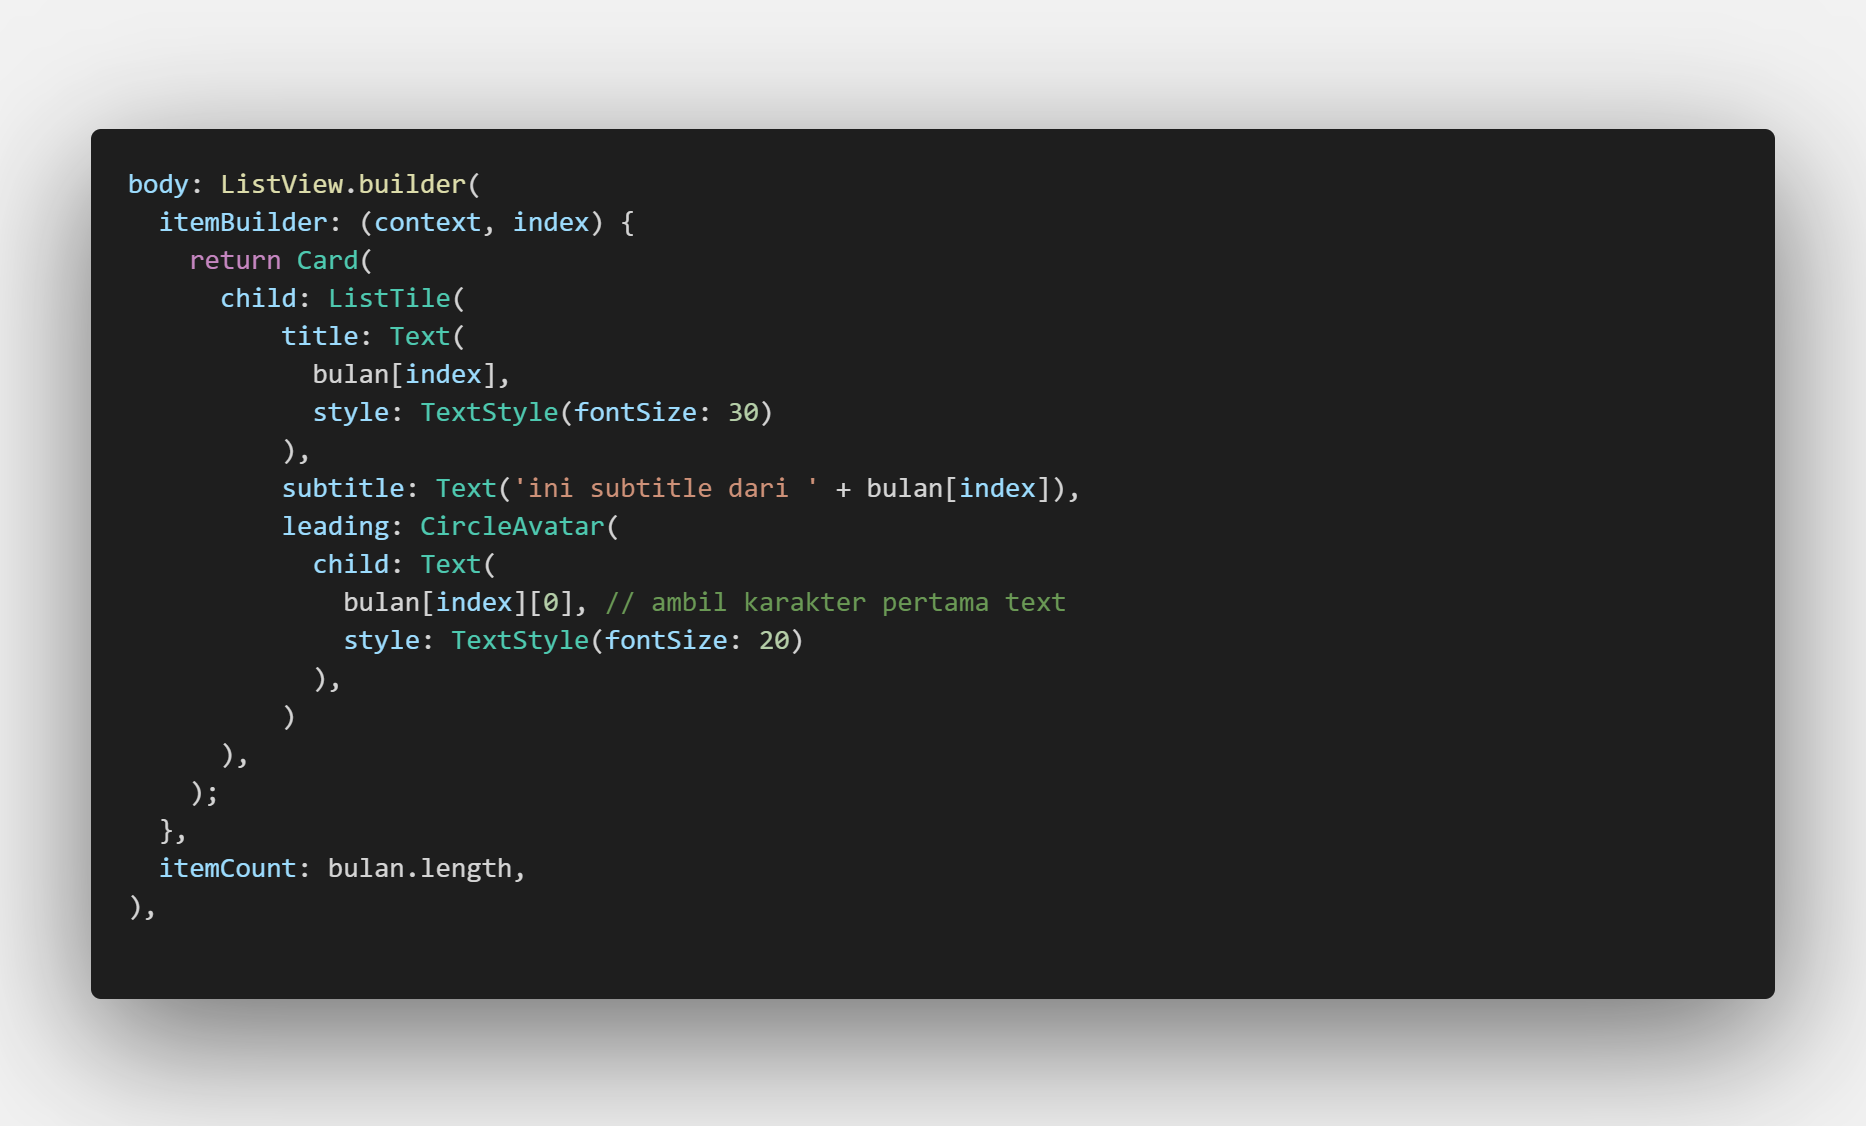 body: ListView.builder(
  itemBuilder: (context, index) {
    return Card(
      child: ListTile(
          title: Text(
            bulan[index],
            style: TextStyle(fontSize: 30)
          ),
          subtitle: Text('ini subtitle dari ' + bulan[index]),
          leading: CircleAvatar(
            child: Text(
              bulan[index][0], // ambil karakter pertama text
              style: TextStyle(fontSize: 20)
            ),
          )
      ),
    );
  },
  itemCount: bulan.length,
),